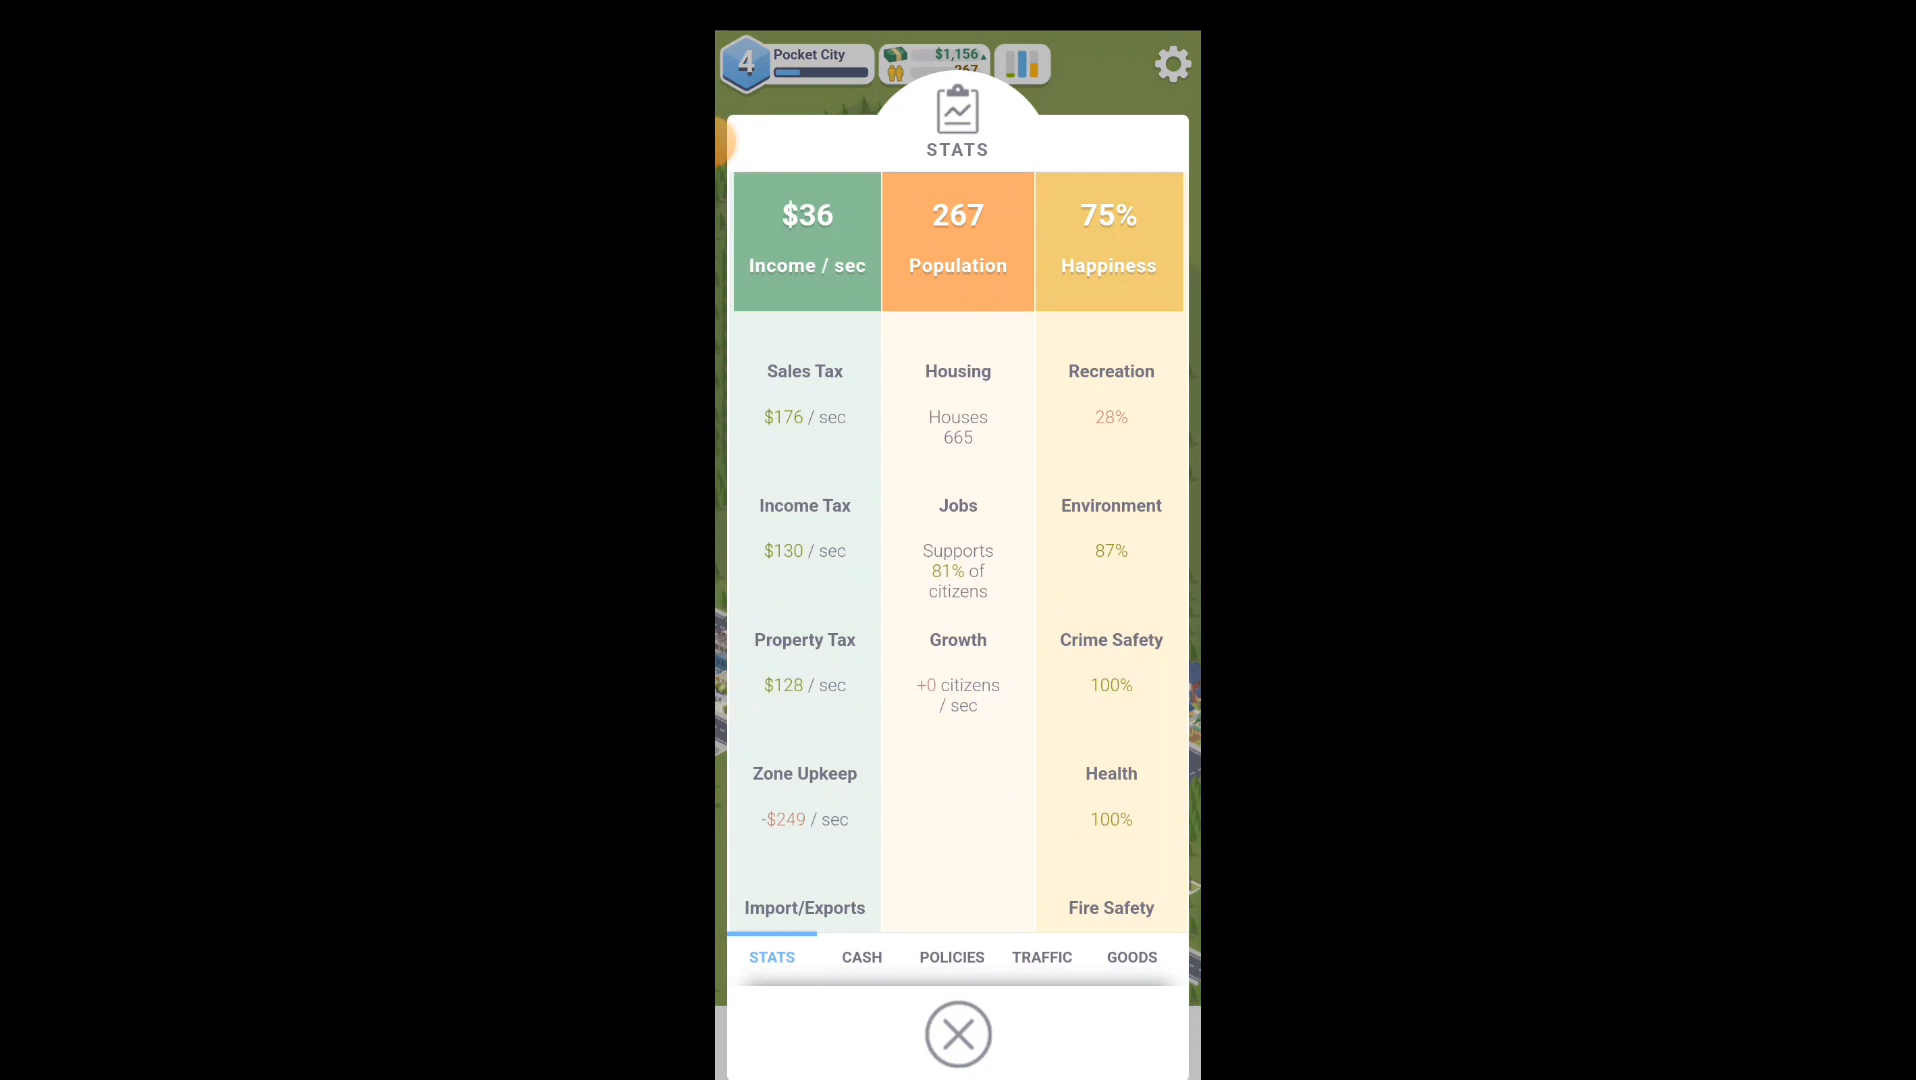 4
Pocket City
$1,156
267
STATS
$36
267
75%
Income / sec
Population
Happiness
Sales Tax
Housing
Recreation
$176 / sec
Houses
665
28%
Income Tax
Jobs
Environment
$130 / sec
Supports
81% of
citizens
87%
Property Tax
Growth
Crime Safety
$128 / sec
+0 citizens
/ sec
100%
Zone Upkeep
Health
-$249 / sec
100%
Import/Exports
Fire Safety
STATS
CASH
POLICIES
TRAFFIC
GOODS